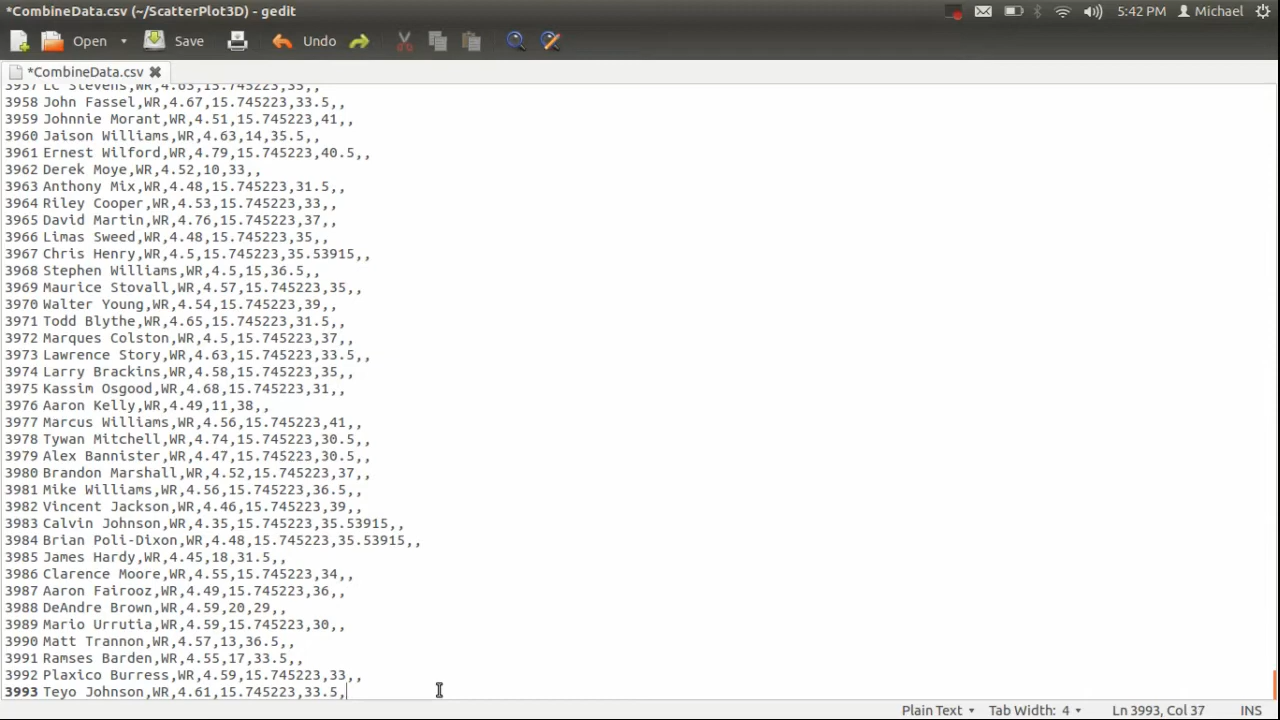 *CombineData.csv (~/ScatterPlot3D) - gedit
5:42 PM Michael
Open Save Undo
*CombineData.csv
3957 LC Stevens,WR,4.63,15.745223,35,,
3958 John Fassel,WR,4.67,15.745223,33.5,,
3959 Johnnie Morant,WR,4.51,15.745223,41,,
3960 Jaison Williams,WR,4.63,14,35.5,,
3961 Ernest Wilford,WR,4.79,15.745223,40.5,,
3962 Derek Moye,WR,4.52,10,33,,
3963 Anthony Mix,WR,4.48,15.745223,31.5,,
3964 Riley Cooper,WR,4.53,15.745223,33,,
3965 David Martin,WR,4.76,15.745223,37,,
3966 Limas Sweed,WR,4.48,15.745223,35,,
3967 Chris Henry,WR,4.5,15.745223,35.53915,,
3968 Stephen Williams,WR,4.5,15,36.5,,
3969 Maurice Stovall,WR,4.57,15.745223,35,,
3970 Walter Young,WR,4.54,15.745223,39,,
3971 Todd Blythe,WR,4.65,15.745223,31.5,,
3972 Marques Colston,WR,4.5,15.745223,37,,
3973 Lawrence Story,WR,4.63,15.745223,33.5,,
3974 Larry Brackins,WR,4.58,15.745223,35,,
3975 Kassim Osgood,WR,4.68,15.745223,31,,
3976 Aaron Kelly,WR,4.49,11,38,,
3977 Marcus Williams,WR,4.56,15.745223,41,,
3978 Tywan Mitchell,WR,4.74,15.745223,30.5,,
3979 Alex Bannister,WR,4.47,15.745223,30.5,,
3980 Brandon Marshall,WR,4.52,15.745223,37,,
3981 Mike Williams,WR,4.56,15.745223,36.5,,
3982 Vincent Jackson,WR,4.46,15.745223,39,,
3983 Calvin Johnson,WR,4.35,15.745223,35.53915,,
3984 Brian Poli-Dixon,WR,4.48,15.745223,35.53915,,
3985 James Hardy,WR,4.45,18,31.5,,
3986 Clarence Moore,WR,4.55,15.745223,34,,
3987 Aaron Fairooz,WR,4.49,15.745223,36,,
3988 DeAndre Brown,WR,4.59,20,29,,
3989 Mario Urrutia,WR,4.59,15.745223,30,,
3990 Matt Trannon,WR,4.57,13,36.5,,
3991 Ramses Barden,WR,4.55,17,33.5,,
3992 Plaxico Burress,WR,4.59,15.745223,33,,
3993 Teyo Johnson,WR,4.61,15.745223,33.5,
Plain Text Tab Width: 4 Ln 3993, Col 37 INS